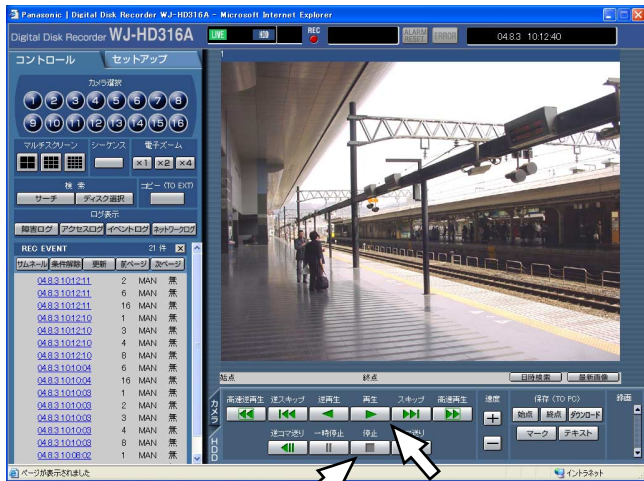 Panasonic | Digital Disk Recorder WJ-HD316A - Microsoft Internet Explorer
Digital Disk Recorder WJ-HD316A
LIVE HDD REC ALARM RESET ERROR 04.8.3 10:12:40
コントロール セットアップ
カメラ選択
1 2 3 4 5 6 7 8
9 10 11 12 13 14 15 16
マルチスクリーン シーケンス 電子ズーム
×1 ×2 ×4
検索 コピー (TO EXT)
サーチ ディスク選択
ログ表示
障害ログ アクセスログ イベントログ ネットワークログ
REC EVENT 21 件
サムネール 条件解除 更新 前ページ 次ページ
04.8.3 10:12:11 2 MAN 無
04.8.3 10:12:11 6 MAN 無
04.8.3 10:12:11 16 MAN 無
04.8.3 10:12:10 1 MAN 無
04.8.3 10:12:10 3 MAN 無
04.8.3 10:12:10 4 MAN 無
04.8.3 10:12:10 8 MAN 無
04.8.3 10:10:04 6 MAN 無
04.8.3 10:10:04 16 MAN 無
04.8.3 10:10:03 1 MAN 無
04.8.3 10:10:03 2 MAN 無
04.8.3 10:10:03 3 MAN 無
04.8.3 10:10:03 4 MAN 無
04.8.3 10:10:03 8 MAN 無
04.8.3 10:08:02 1 MAN 無
1
始点 終点 日時検索 最新画像
カメラ
HDD
高速逆再生 逆スキップ 逆再生 再生 スキップ 高速再生
逆コマ送り 一時停止 停止 マ送り
速度
保存 (TO PC)
始点 終点 ダウンロード
マーク テキスト
録画
ページが表示されました
イントラネット